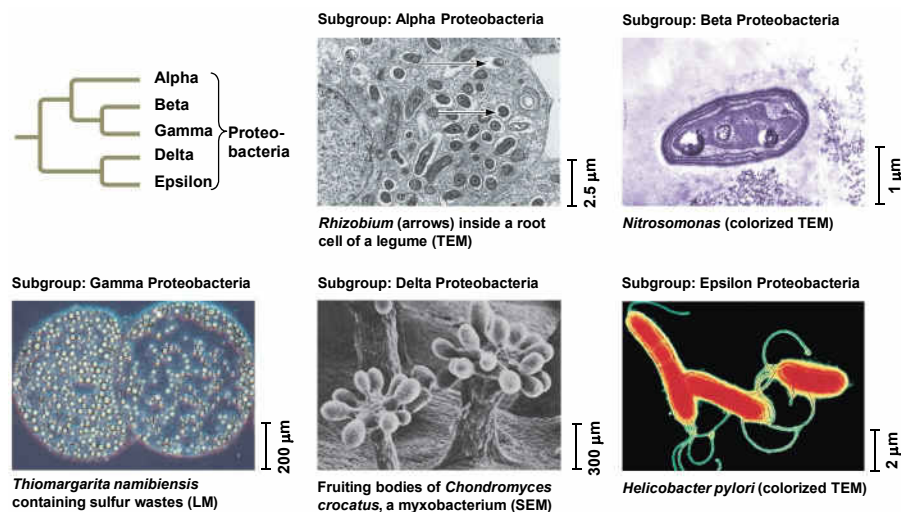 Alpha
Beta
Gamma
Delta
Epsilon
Proteo-
bacteria
Subgroup: Alpha Proteobacteria
2.5 µm
Rhizobium (arrows) inside a root
cell of a legume (TEM)
Subgroup: Beta Proteobacteria
1 µm
Nitrosomonas (colorized TEM)
Subgroup: Gamma Proteobacteria
200 µm
Thiomargarita namibiensis
containing sulfur wastes (LM)
Subgroup: Delta Proteobacteria
300 µm
Fruiting bodies of Chondromyces
crocatus, a myxobacterium (SEM)
Subgroup: Epsilon Proteobacteria
2 µm
Helicobacter pylori (colorized TEM)